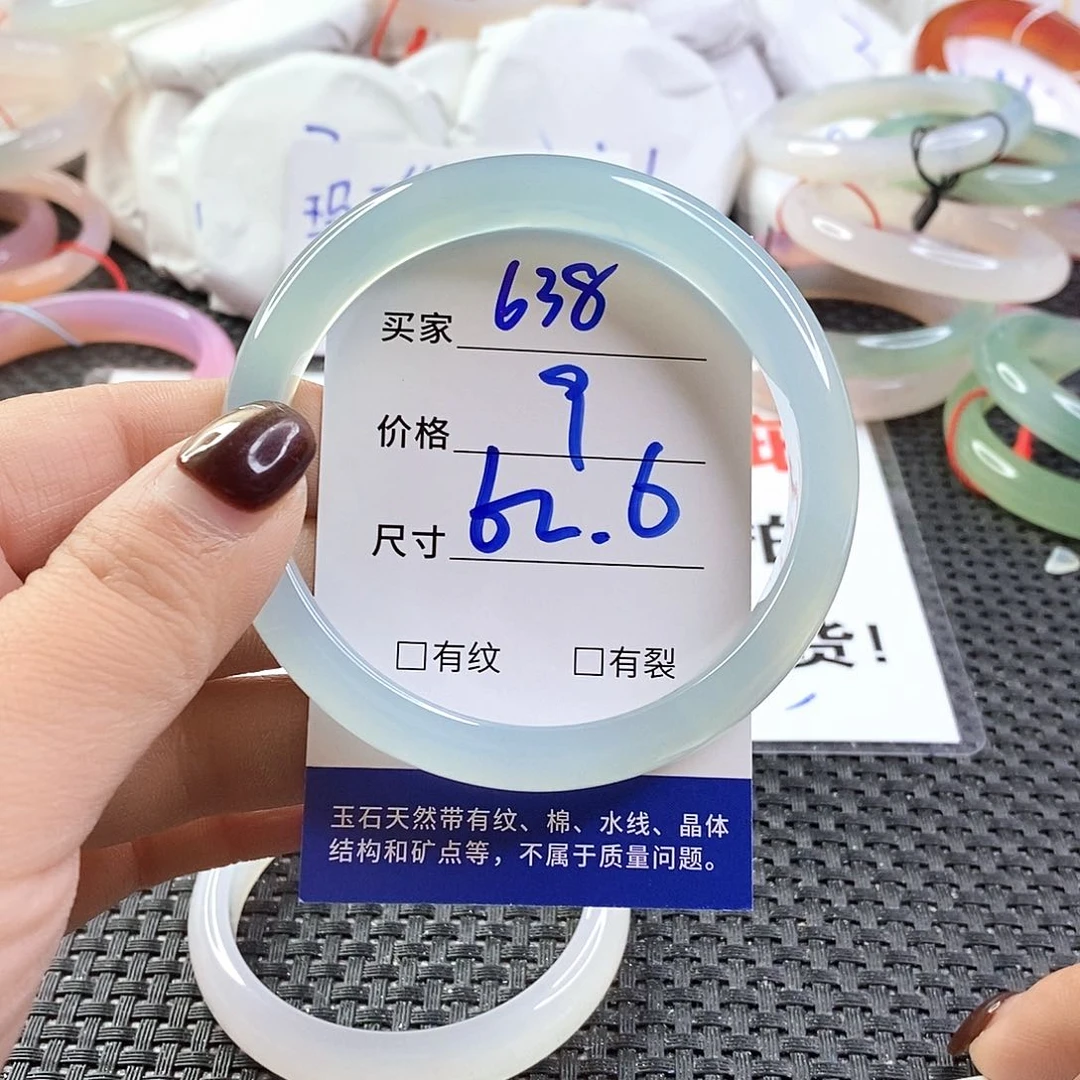 买家 638
价格 9
尺寸 62.6
□有纹 □有裂
玉石天然带有纹、棉、水线、晶体
结构和矿点等，不属于质量问题。
货！